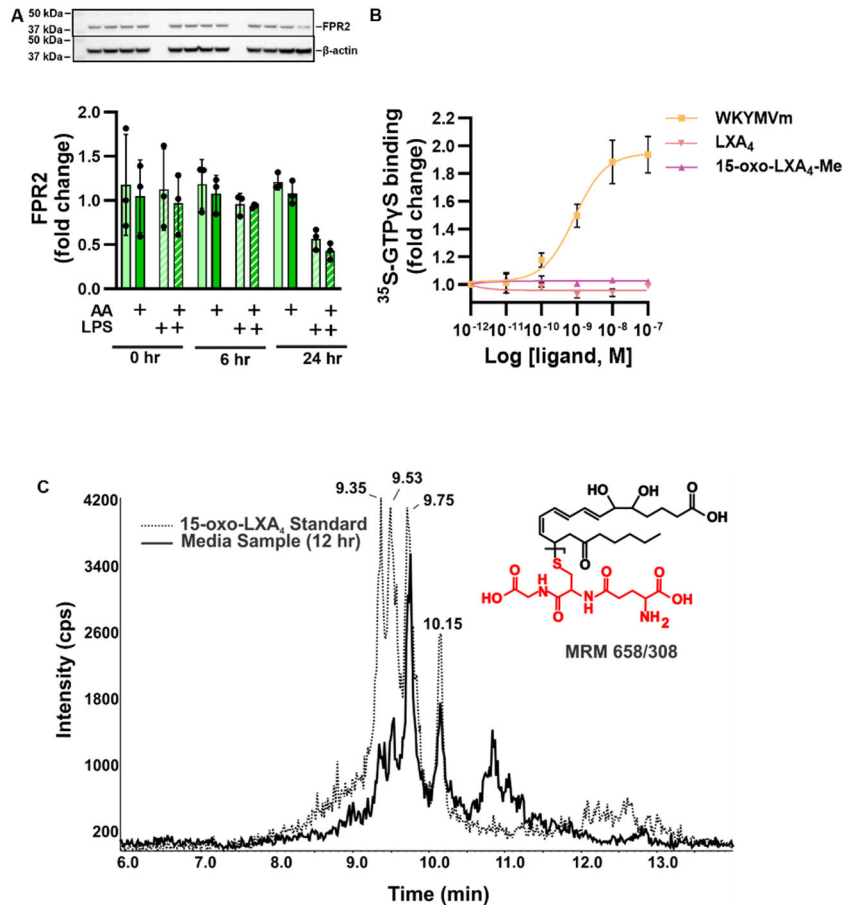 A
50 kDa
37 kDa
FPR2
50 kDa
37 kDa
β-actin
FPR2
(fold change)
2.0
1.5
1.0
0.5
0.0
AA + + + + + +
LPS ++ ++ ++
0 hr 6 hr 24 hr
B
³⁵S-GTPγS binding
(fold change)
2.2
2.0
1.8
1.6
1.4
1.2
1.0
10⁻¹² 10⁻¹¹ 10⁻¹⁰ 10⁻⁹ 10⁻⁸ 10⁻⁷
Log [ligand, M]
WKYMVm
LXA₄
15-oxo-LXA₄-Me
C
15-oxo-LXA₄ Standard
Media Sample (12 hr)
9.35
9.53
9.75
10.15
Intensity (cps)
4200
3400
2600
1800
1000
200
6.0 7.0 8.0 9.0 10.0 11.0 12.0 13.0
Time (min)
HO OH O
OH
O
S
O H O O
HO N N OH
O H NH₂
MRM 658/308